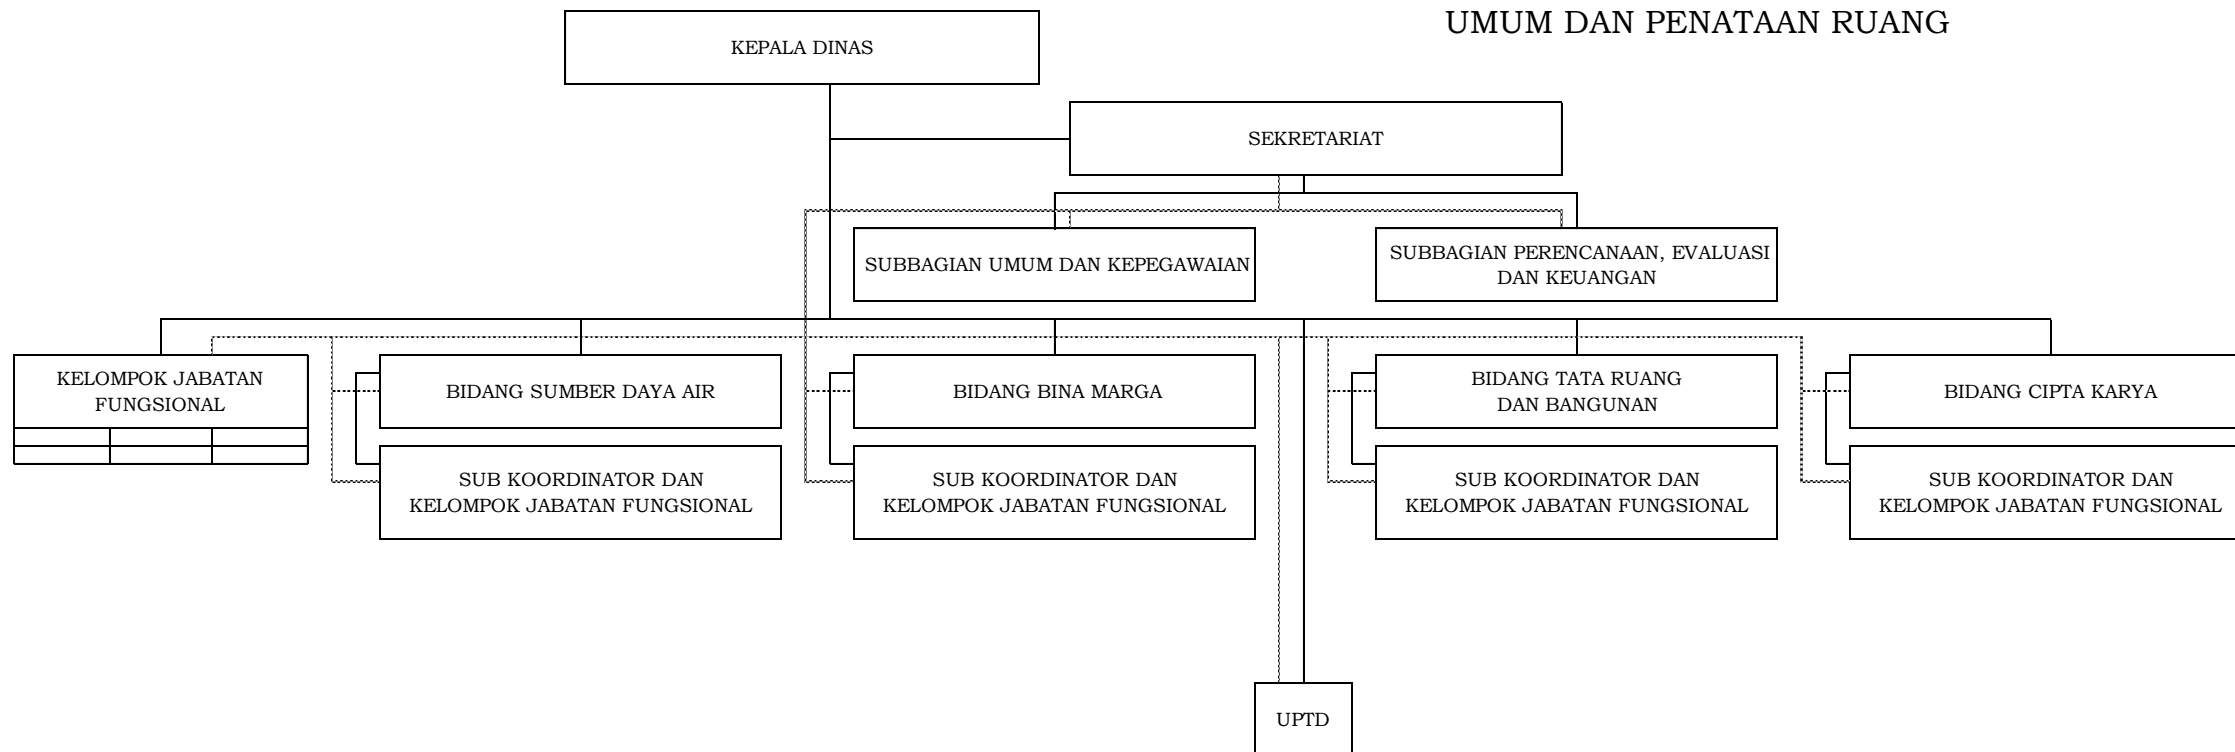 UMUM DAN PENATAAN RUANG
KEPALA DINAS
SEKRETARIAT
SUBBAGIAN UMUM DAN KEPEGAWAIAN
SUBBAGIAN PERENCANAAN, EVALUASI
DAN KEUANGAN
KELOMPOK JABATAN
FUNGSIONAL
BIDANG SUMBER DAYA AIR
BIDANG BINA MARGA
BIDANG TATA RUANG
DAN BANGUNAN
BIDANG CIPTA KARYA
SUB KOORDINATOR DAN
KELOMPOK JABATAN FUNGSIONAL
SUB KOORDINATOR DAN
KELOMPOK JABATAN FUNGSIONAL
SUB KOORDINATOR DAN
KELOMPOK JABATAN FUNGSIONAL
SUB KOORDINATOR DAN
KELOMPOK JABATAN FUNGSIONAL
UPTD